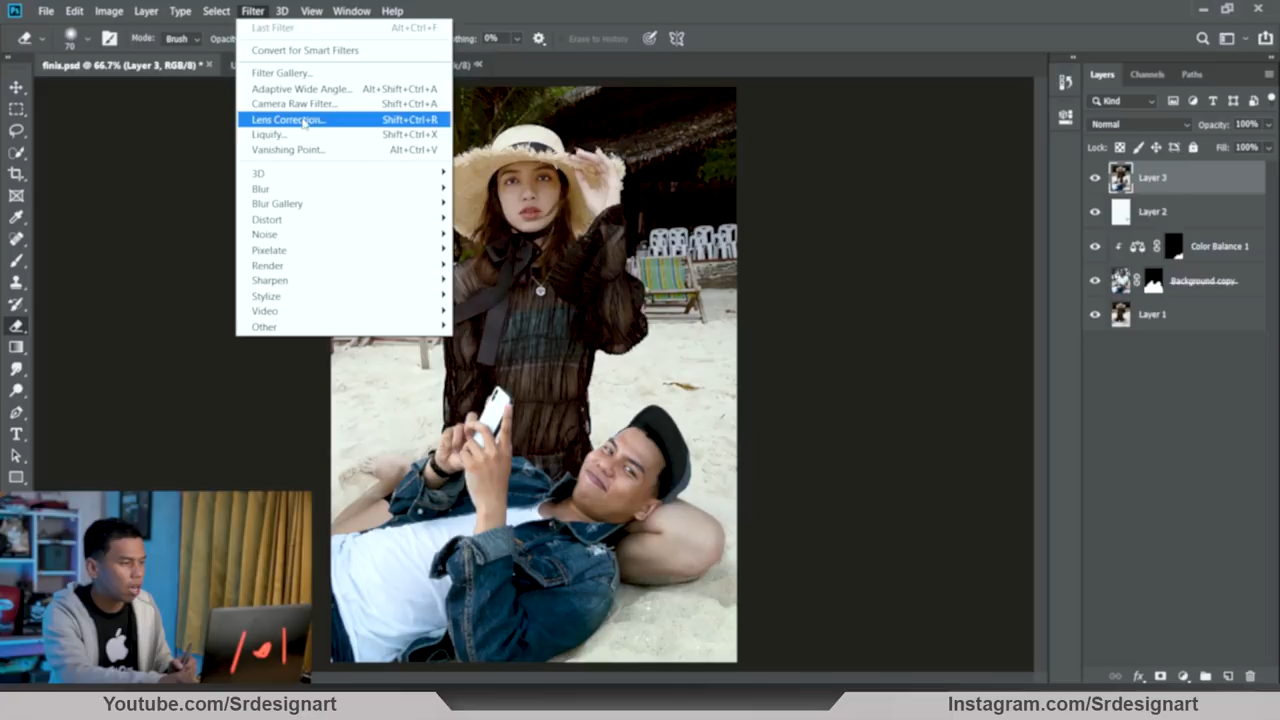 Ps File Edit Image Layer Type Select Filter 3D View Window Help
70 Mode: Brush Opacity 0% Erase to History
finis.psd @ 66.7% (Layer 3, RGB/8) * ×
Last Filter Alt+Ctrl+F
Convert for Smart Filters
Filter Gallery...
Adaptive Wide Angle... Alt+Shift+Ctrl+A
Camera Raw Filter... Shift+Ctrl+A
Lens Correction... Shift+Ctrl+R
Liquify... Shift+Ctrl+X
Vanishing Point... Alt+Ctrl+V
3D
Blur
Blur Gallery
Distort
Noise
Pixelate
Render
Sharpen
Stylize
Video
Other
Layers Channels Paths
Kind
Normal Opacity: 100%
Lock: Fill: 100%
Layer 3
Layer 2
Color Balance 1
Background copy
Layer 1
Youtube.com/Srdesignart
Instagram.com/Srdesignart